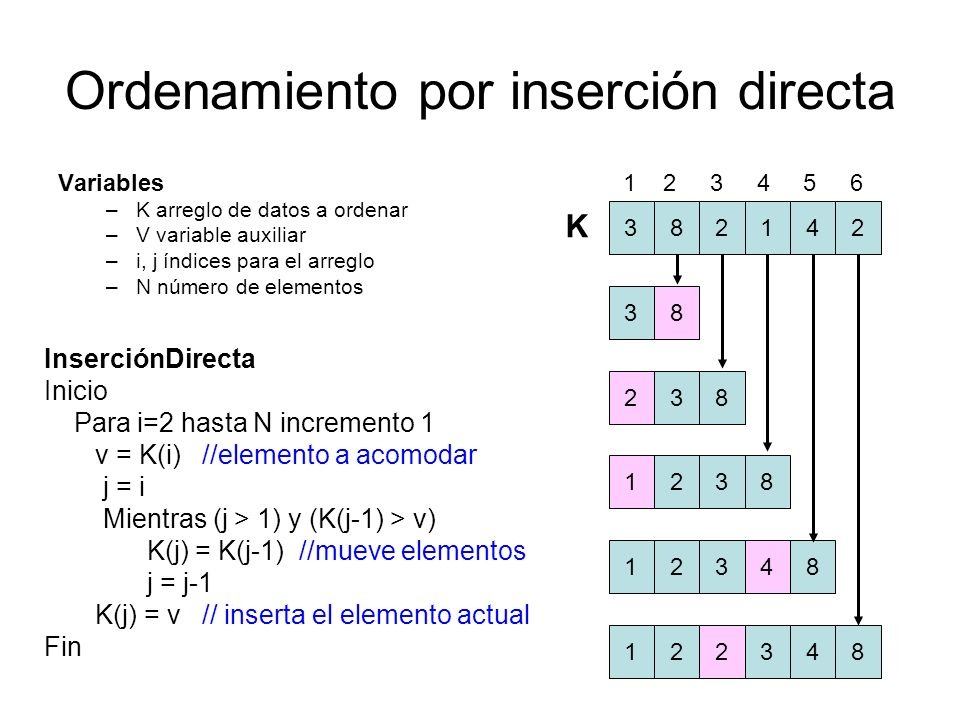 Ordenamiento por inserción directa
Variables
– K arreglo de datos a ordenar
– V variable auxiliar
– i, j índices para el arreglo
– N número de elementos
InserciónDirecta
Inicio
Para i=2 hasta N incremento 1
v = K(i) //elemento a acomodar
j = i
Mientras (j > 1) y (K(j-1) > v)
K(j) = K(j-1) //mueve elementos
j = j-1
K(j) = v // inserta el elemento actual
Fin
1 2 3 4 5 6
K 3 8 2 1 4 2
3 8
2 3 8
1 2 3 8
1 2 3 4 8
1 2 2 3 4 8